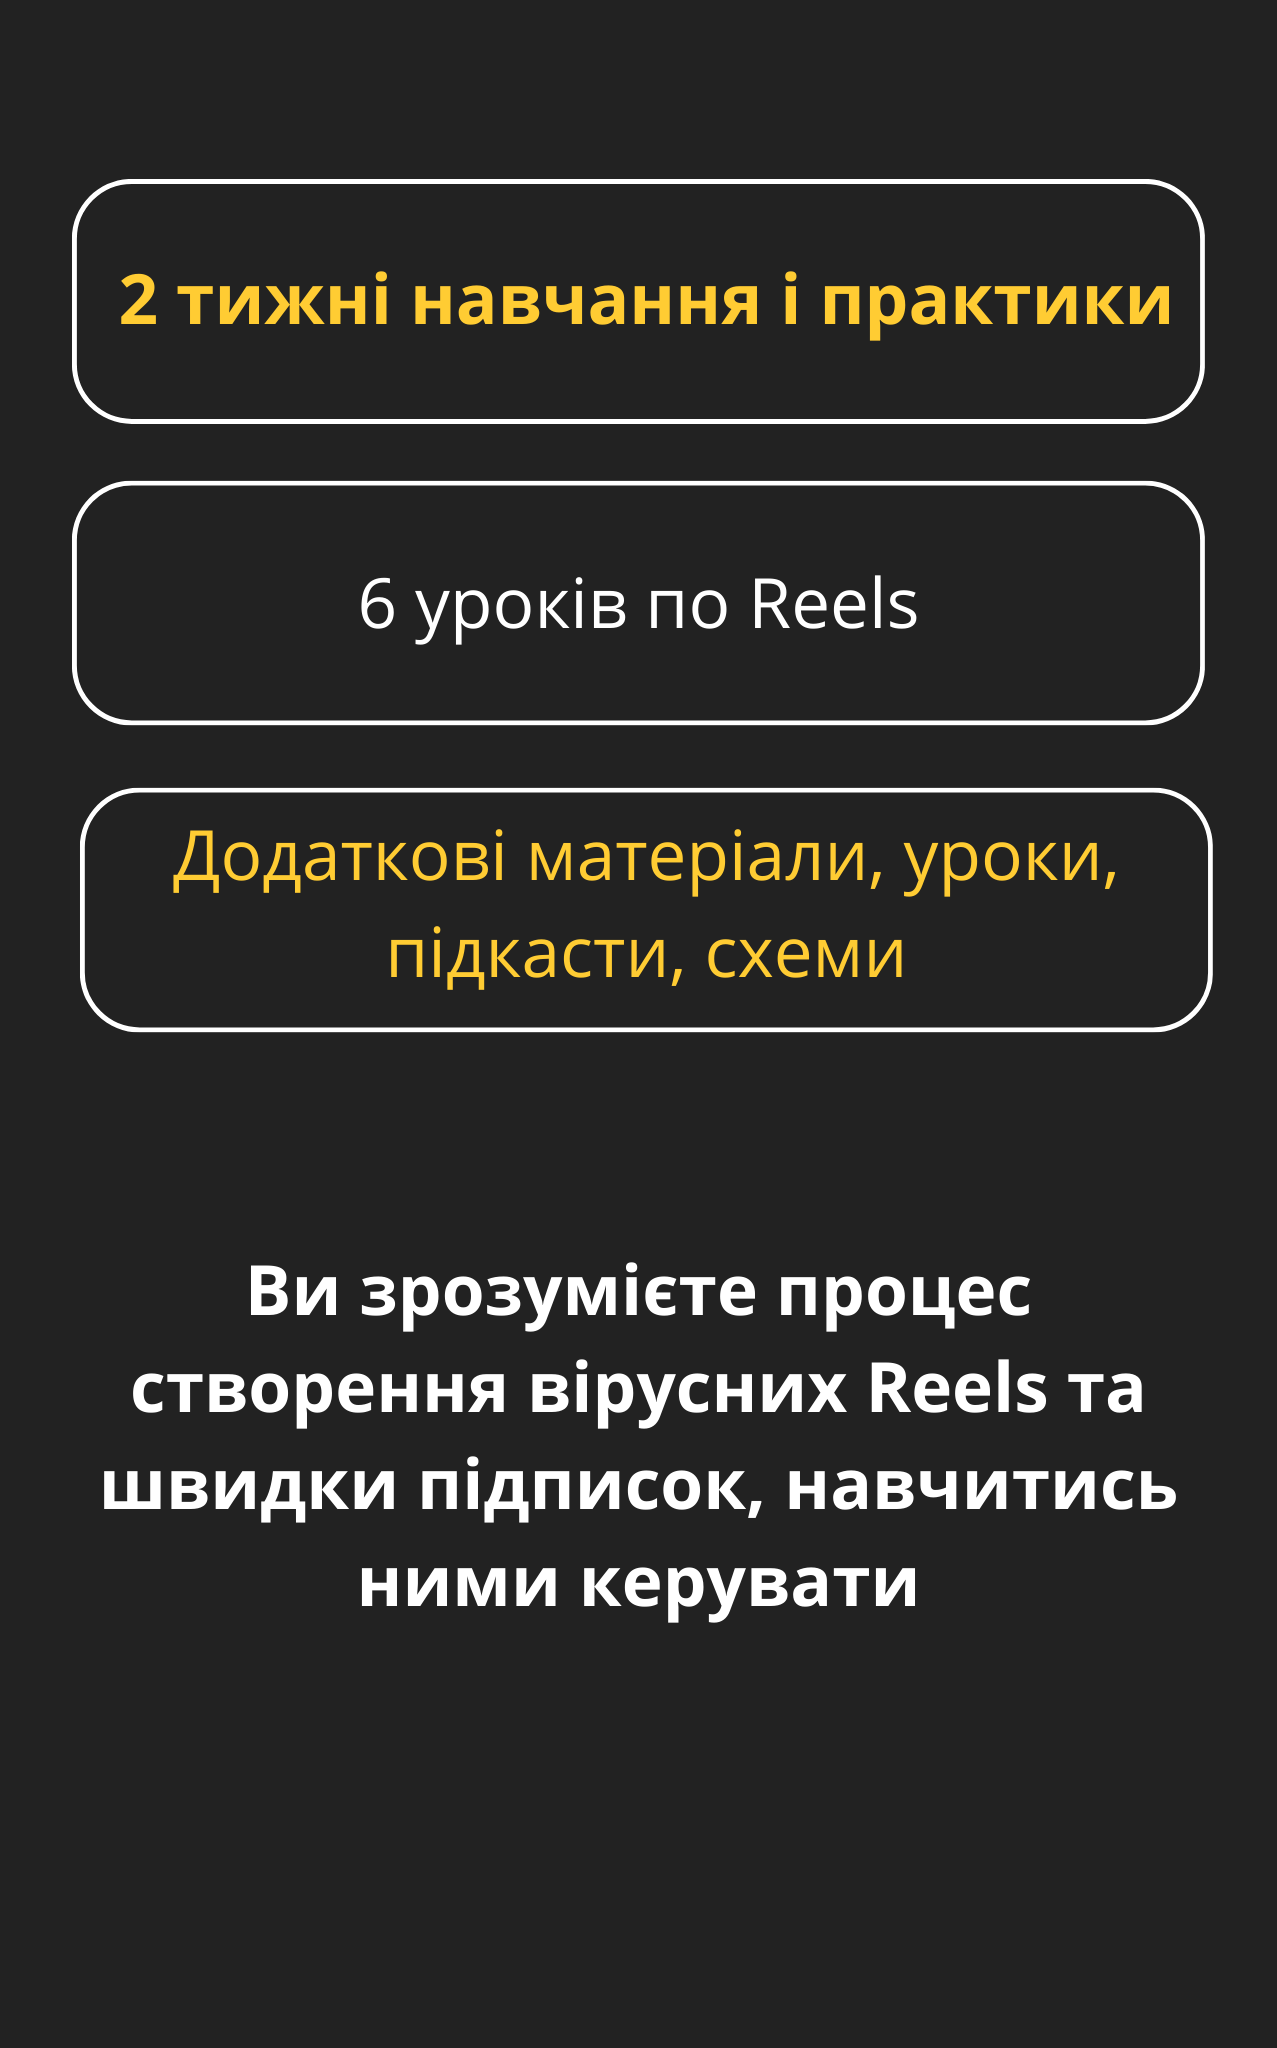 2 тижні навчання і практики
6 уроків по Reels
Додаткові матеріали, уроки,
підкасти, схеми
Ви зрозумієте процес
створення вірусних Reels та
швидки підписок, навчитись
ними керувати